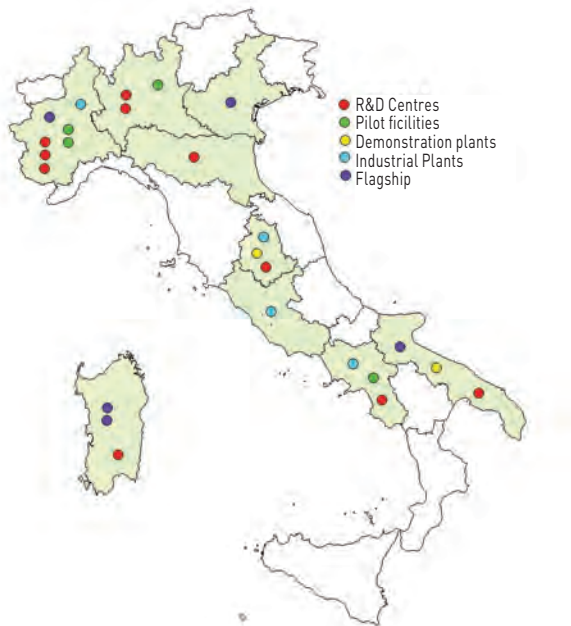 R&D Centres
Pilot ficilities
Demonstration plants
Industrial Plants
Flagship